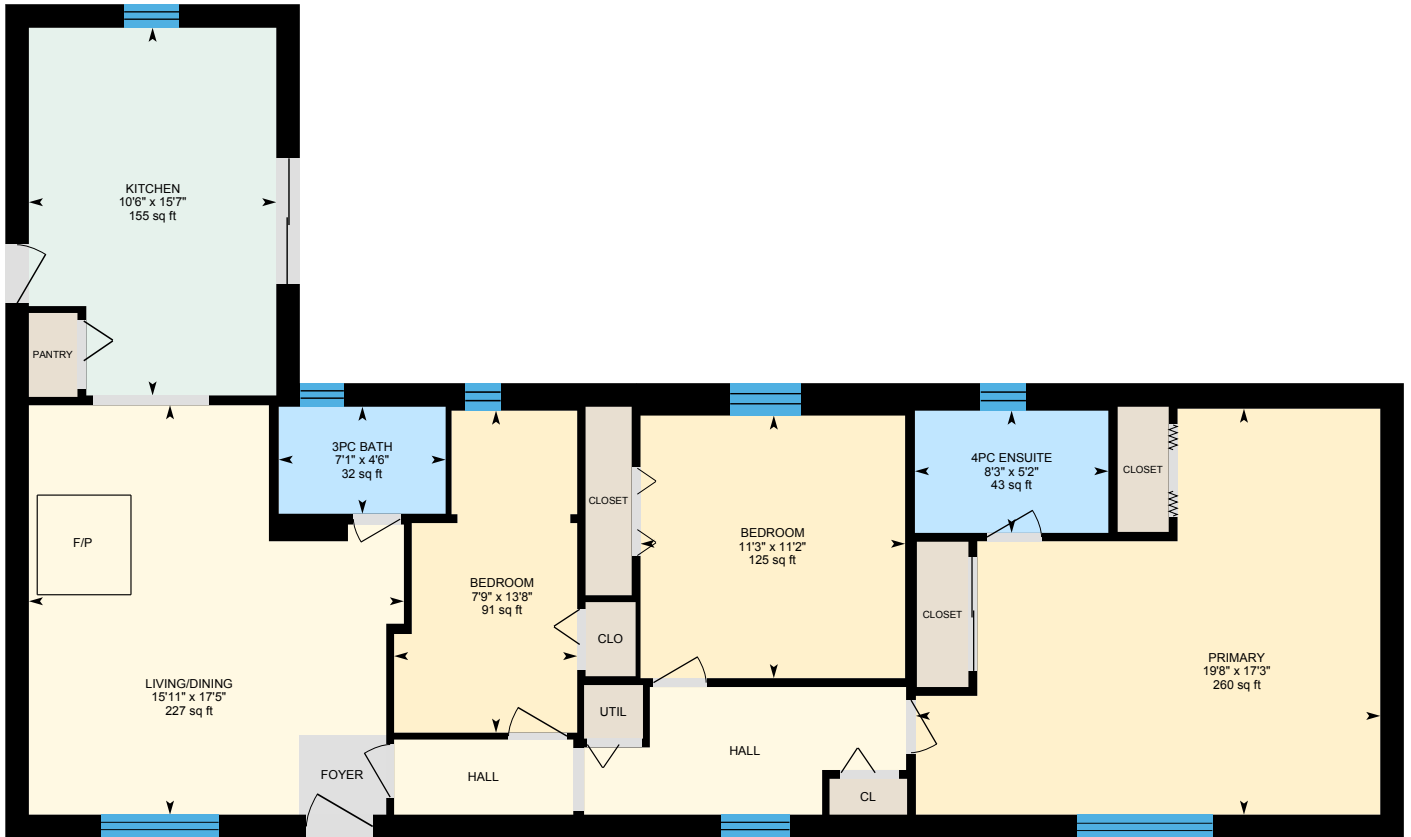 KITCHEN
10'6" x 15'7"
155 sq ft
PANTRY
3PC BATH
7'1" x 4'6"
32 sq ft
4PC ENSUITE
8'3" x 5'2"
43 sq ft
CLOSET
CLOSET
F/P
BEDROOM
11'3" x 11'2"
125 sq ft
BEDROOM
7'9" x 13'8"
91 sq ft
CLOSET
CLO
LIVING/DINING
15'11" x 17'5"
227 sq ft
PRIMARY
19'8" x 17'3"
260 sq ft
UTIL
HALL
FOYER
HALL
CL